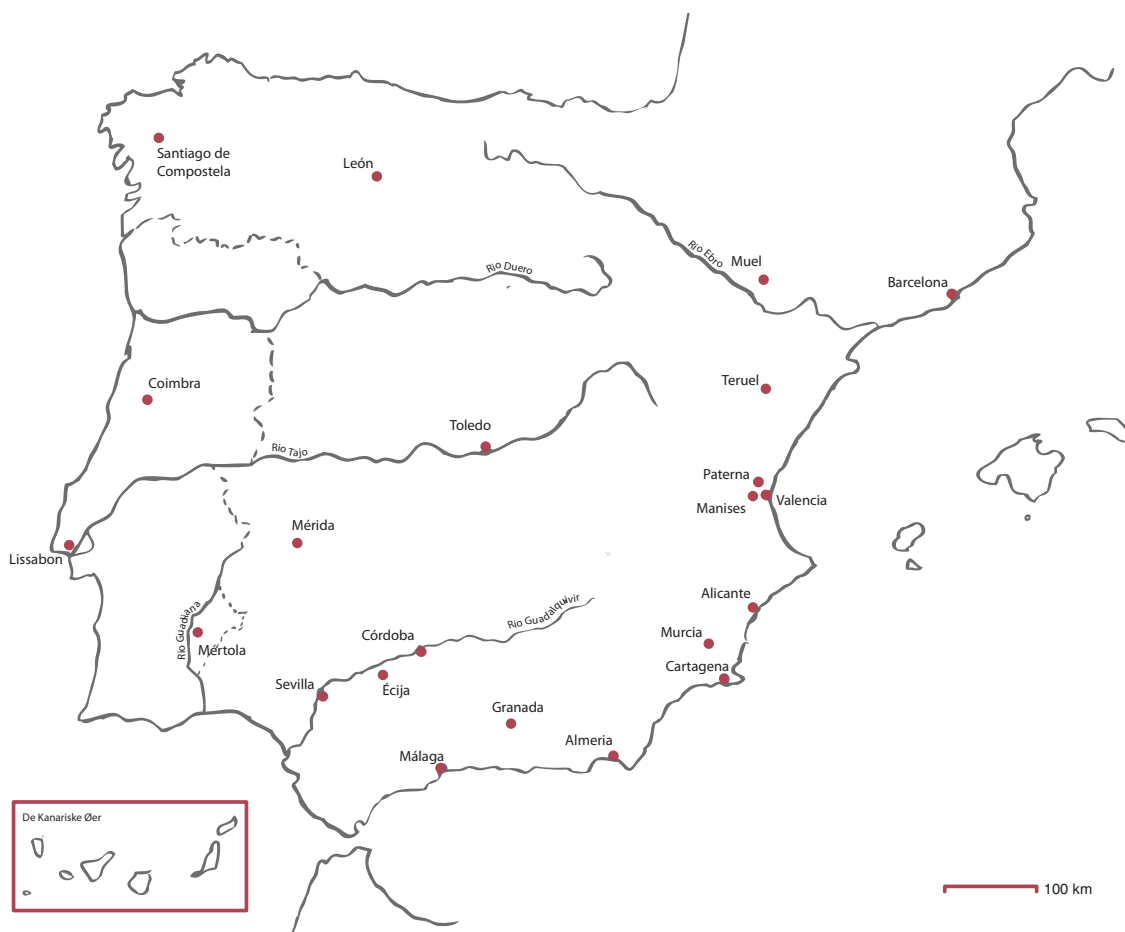 Santiago de
Compostela
León
Rio Duero
Rio Ebro
Muel
Barcelona
Coimbra
Teruel
Toledo
Rio Tajo
Paterna
Manises
Valencia
Lissabon
Mérida
Alicante
Rio Guadiana
Mértola
Rio Guadalquivir
Córdoba
Murcia
Cartagena
Sevilla
Écija
Granada
Almeria
Málaga
De Kanariske Øer
100 km